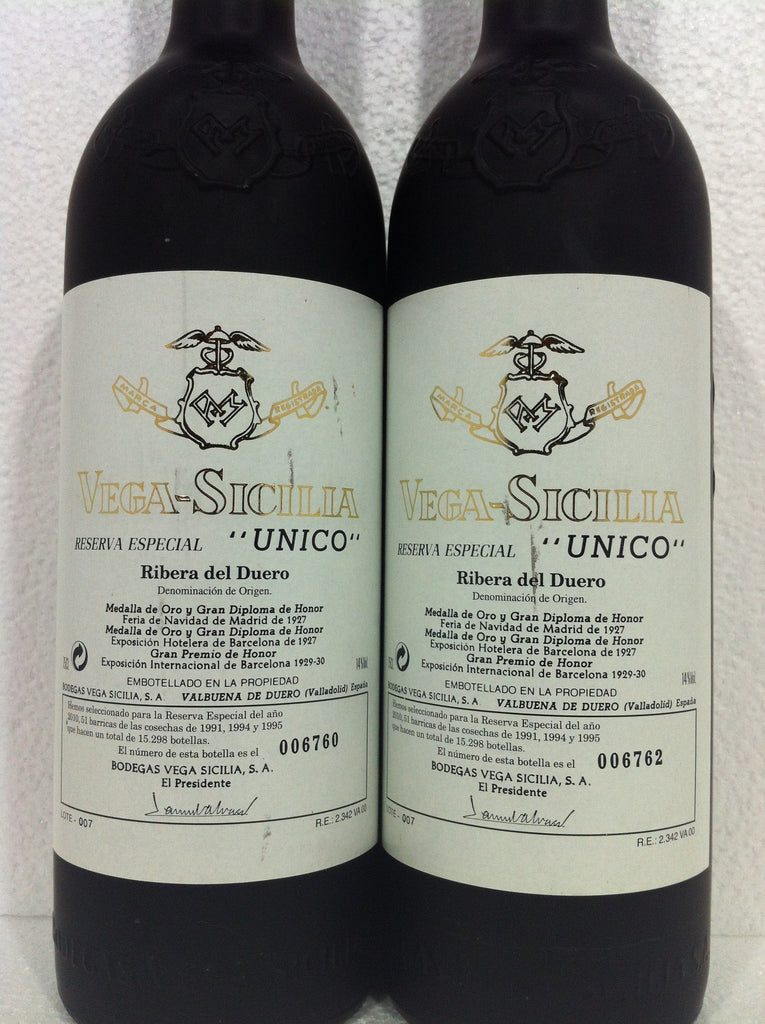 MARCA REGISTRADA
VEGA-SICILIA
RESERVA ESPECIAL "UNICO"
Ribera del Duero
Denominación de Origen.
Medalla de Oro y Gran Diploma de Honor
Feria de Navidad de Madrid de 1927
Medalla de Oro y Gran Diploma de Honor
Exposición Hotelera de Barcelona de 1927
Gran Premio de Honor
Exposición Internacional de Barcelona 1929-30
14%Vol.
EMBOTELLADO EN LA PROPIEDAD
BODEGAS VEGA SICILIA, S. A. VALBUENA DE DUERO (Valladolid) España
Hemos seleccionado para la Reserva Especial del año
2010, 51 barricas de las cosechas de 1991, 1994 y 1995
que hacen un total de 15.298 botellas.
El número de esta botella es el 006760
BODEGAS VEGA SICILIA, S. A.
El Presidente
LOTE - 007 R.E.: 2.342 VA 00
MARCA REGISTRADA
VEGA-SICILIA
RESERVA ESPECIAL "UNICO"
Ribera del Duero
Denominación de Origen.
Medalla de Oro y Gran Diploma de Honor
Feria de Navidad de Madrid de 1927
Medalla de Oro y Gran Diploma de Honor
Exposición Hotelera de Barcelona de 1927
Gran Premio de Honor
Exposición Internacional de Barcelona 1929-30
14%Vol.
EMBOTELLADO EN LA PROPIEDAD
BODEGAS VEGA SICILIA, S. A. VALBUENA DE DUERO (Valladolid) España
Hemos seleccionado para la Reserva Especial del año
2010, 51 barricas de las cosechas de 1991, 1994 y 1995
que hacen un total de 15.298 botellas.
El número de esta botella es el 006762
BODEGAS VEGA SICILIA, S. A.
El Presidente
LOTE - 007 R.E.: 2.342 VA 00